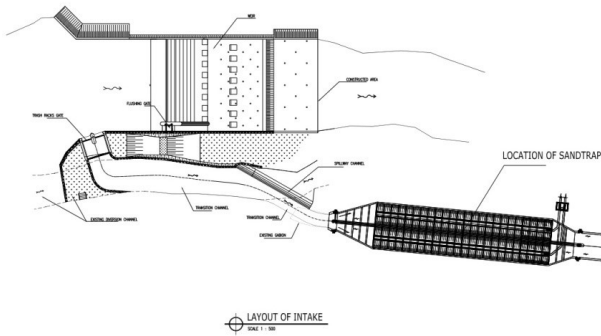 WEIR
CONSTRUCTED AREA
FLUSHING GATE
TRASH RACKS GATE
LOCATION OF SANDTRAP
SPILLWAY CHANNEL
TRANSITION CHANNEL
EXISTING DIVERSION CHANNEL
TRANSITION CHANNEL
EXISTING GABION
LAYOUT OF INTAKE
SCALE 1 : 500